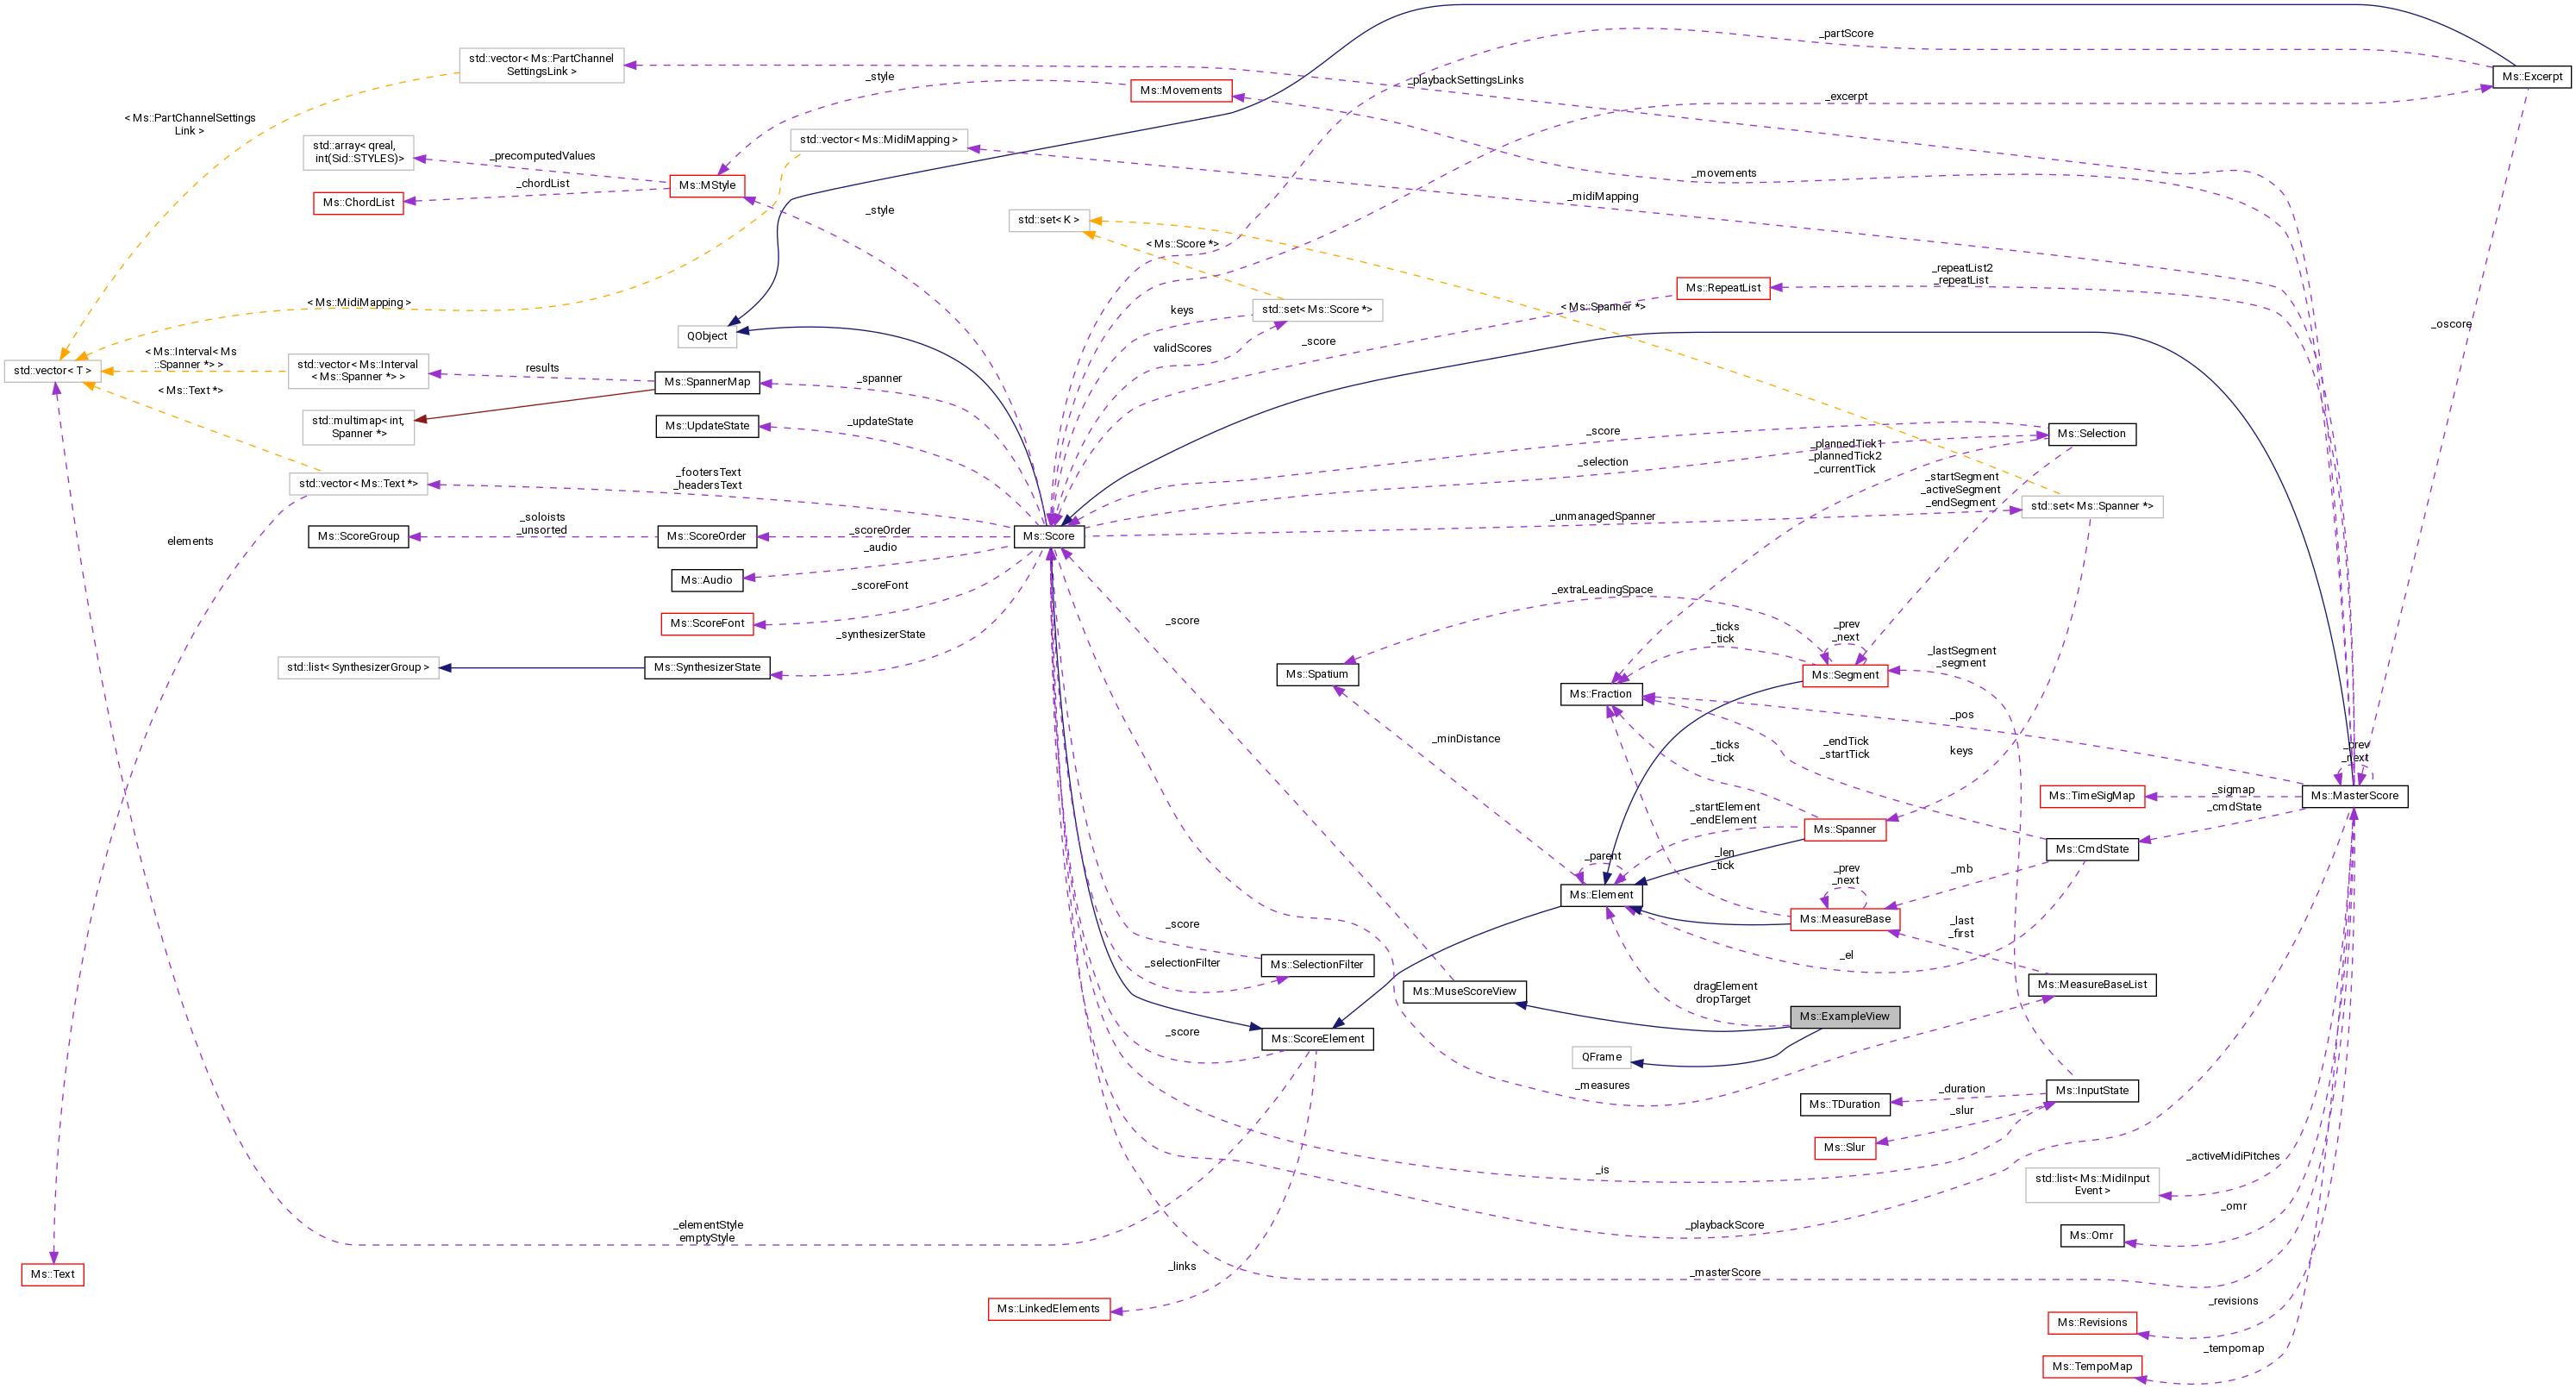 _partScore
std::vector< Ms::PartChannel
SettingsLink >
_style
_playbackSettingsLinks
Ms::Excerpt
Ms::Movements
_excerpt
< Ms::PartChannelSettings
Link >
std::vector< Ms::MidiMapping >
std::array< qreal,
int(Sid::STYLES)>
_precomputedValues
_movements
_chordList
Ms::MStyle
Ms::ChordList
_midiMapping
_style
std::set< K >
< Ms::Score *>
_repeatList2
_repeatList
Ms::RepeatList
< Ms::MidiMapping >
keys
std::set< Ms::Score *>
< Ms::Spanner *>
_oscore
QObject
validScores
_score
< Ms::Interval< Ms
::Spanner *> >
std::vector< T >
std::vector< Ms::Interval
< Ms::Spanner *> >
results
Ms::SpannerMap
_spanner
< Ms::Text *>
std::multimap< int,
Spanner *>
Ms::UpdateState
_updateState
_score
Ms::Selection
_plannedTick1
_plannedTick2
_currentTick
_selection
_footersText
_headersText
std::vector< Ms::Text *>
_startSegment
_activeSegment
_endSegment
std::set< Ms::Spanner *>
_unmanagedSpanner
_soloists
_unsorted
Ms::ScoreGroup
Ms::ScoreOrder
_scoreOrder
Ms::Score
elements
_audio
Ms::Audio
_scoreFont
_extraLeadingSpace
Ms::ScoreFont
_score
_ticks
_tick
_prev
_next
_synthesizerState
_lastSegment
_segment
std::list< SynthesizerGroup >
Ms::SynthesizerState
Ms::Spatium
Ms::Segment
Ms::Fraction
_pos
_minDistance
_ticks
_tick
_endTick
_startTick
keys
_prev
_next
_sigmap
Ms::TimeSigMap
Ms::MasterScore
_cmdState
_startElement
_endElement
Ms::Spanner
Ms::CmdState
_parent
_len
_tick
_mb
_prev
_next
Ms::Element
Ms::MeasureBase
_last
_first
_score
_selectionFilter
Ms::SelectionFilter
_el
Ms::MuseScoreView
dragElement
dropTarget
Ms::MeasureBaseList
Ms::ExampleView
_score
Ms::ScoreElement
QFrame
_measures
_duration
Ms::InputState
Ms::TDuration
_slur
Ms::Slur
_activeMidiPitches
_is
std::list< Ms::MidiInput
Event >
_omr
_elementStyle
emptyStyle
_playbackScore
Ms::Omr
Ms::Text
_links
_masterScore
Ms::LinkedElements
_revisions
Ms::Revisions
_tempomap
Ms::TempoMap